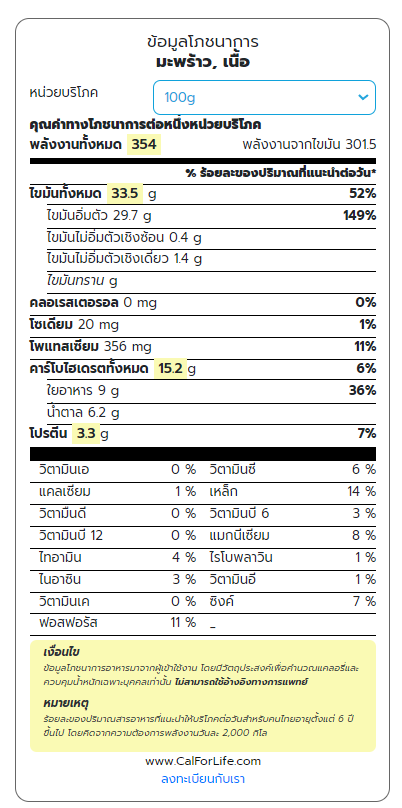 ข้อมูลโภชนาการ
มะพร้าว, เนื้อ
หน่วยบริโภค 100g
คุณค่าทางโภชนาการต่อหนึ่งหน่วยบริโภค
พลังงานทั้งหมด 354 พลังงานจากไขมัน 301.5
% ร้อยละของปริมาณที่แนะนำต่อวัน*
ไขมันทั้งหมด 33.5 g 52%
ไขมันอิ่มตัว 29.7 g 149%
ไขมันไม่อิ่มตัวเชิงซ้อน 0.4 g
ไขมันไม่อิ่มตัวเชิงเดี่ยว 1.4 g
ไขมันทราน g
คลอเรสเตอรอล 0 mg 0%
โซเดียม 20 mg 1%
โพแทสเซียม 356 mg 11%
คาร์โบไฮเดรตทั้งหมด 15.2 g 6%
ใยอาหาร 9 g 36%
น้ำตาล 6.2 g
โปรตีน 3.3 g 7%
วิตามินเอ 0 % วิตามินซี 6 %
แคลเซียม 1 % เหล็ก 14 %
วิตามินดี 0 % วิตามินบี 6 3 %
วิตามินบี 12 0 % แมกนีเซียม 8 %
ไทอามิน 4 % ไรโบพลาวิน 1 %
ไนอาซิน 3 % วิตามินอี 1 %
วิตามินเค 0 % ซิงค์ 7 %
ฟอสฟอรัส 11 % _
เงื่อนไข
ข้อมูลโภชนาการอาหารมาจากผู้เข้าใช้งาน โดยมีวัตถุประสงค์เพื่อคำนวณแคลอรี่และ
ควบคุมน้ำหนักเฉพาะบุคคลเท่านั้น ไม่สามารถใช้อ้างอิงทางการแพทย์
หมายเหตุ
ร้อยละของปริมาณสารอาหารที่แนะนำให้บริโภคต่อวันสำหรับคนไทยอายุตั้งแต่ 6 ปี
ขึ้นไป โดยคิดจากความต้องการพลังงานวันละ 2,000 กิโล
www.CalForLife.com
ลงทะเบียนกับเรา